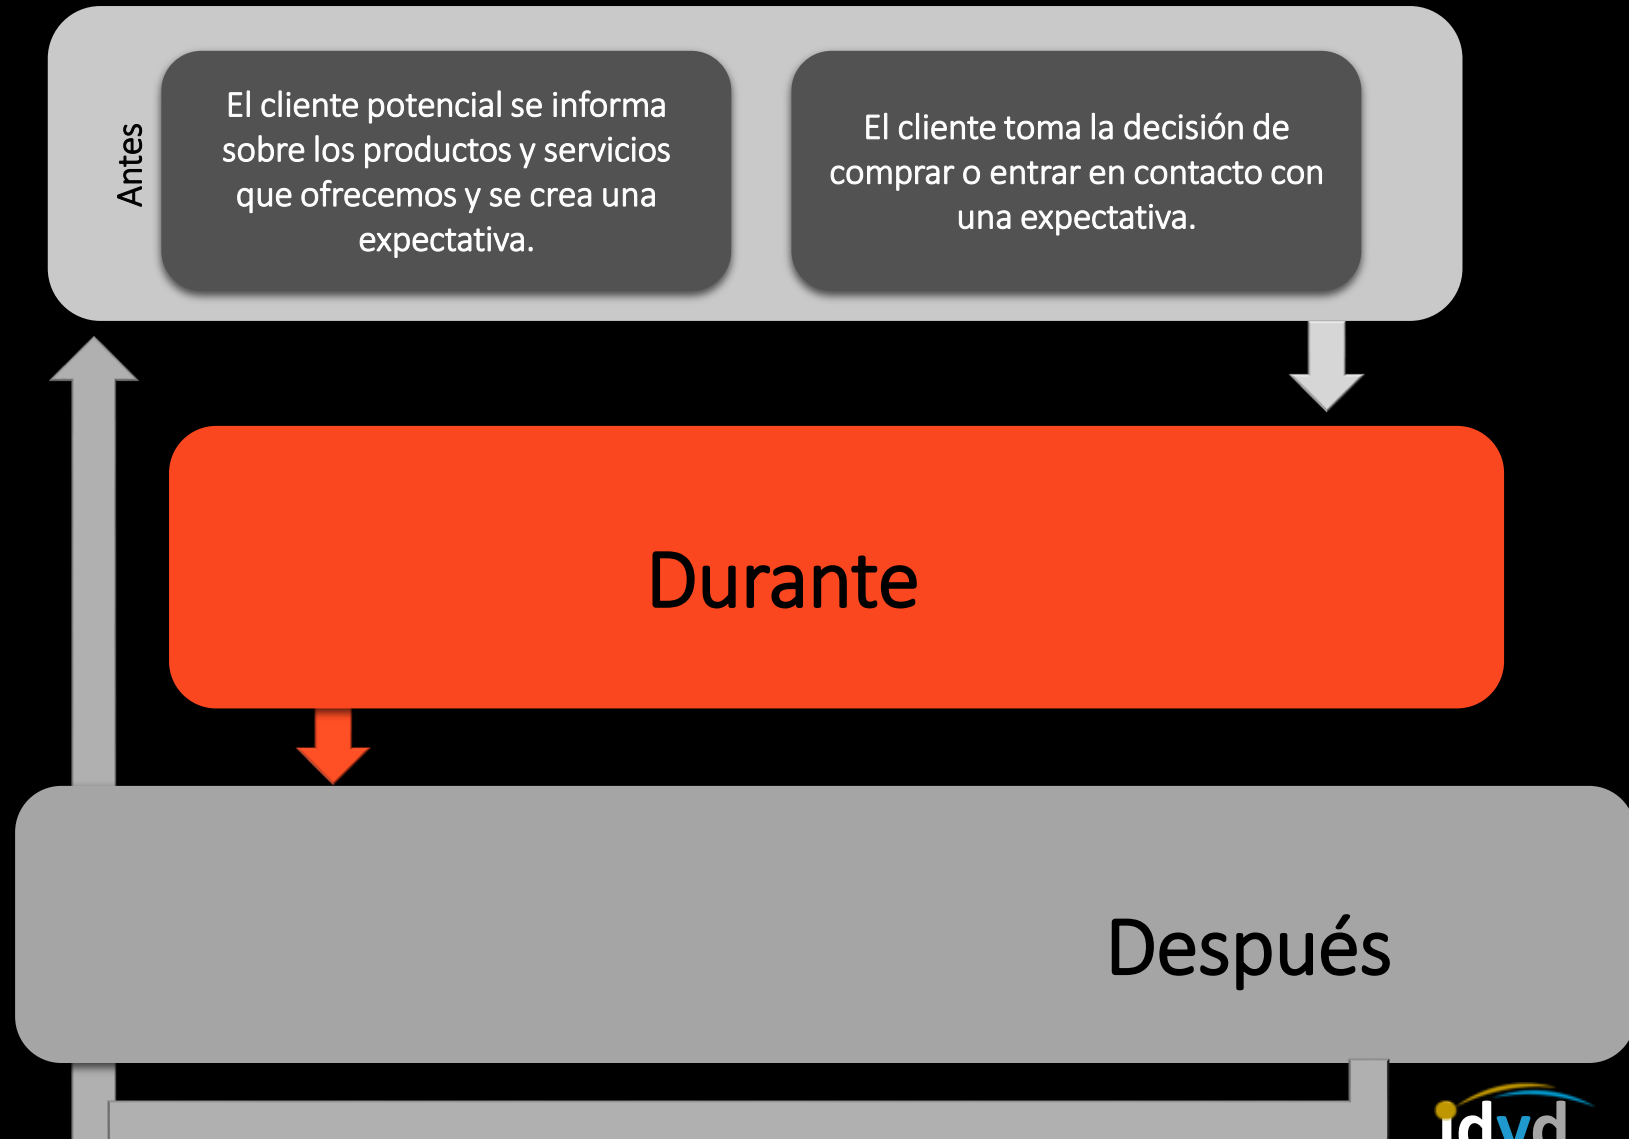 Antes
El cliente potencial se informa
sobre los productos y servicios
que ofrecemos y se crea una
expectativa.
El cliente toma la decisión de
comprar o entrar en contacto con
una expectativa.
Durante
Después
idyd